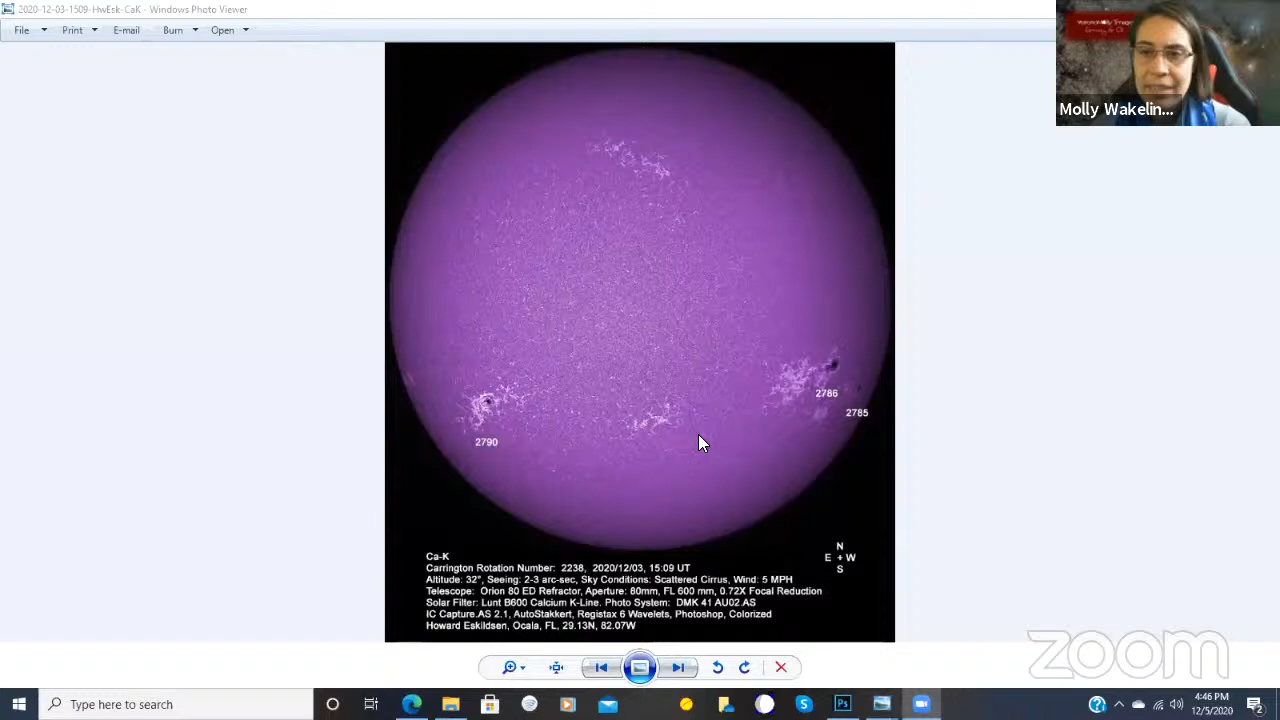 2020-12-03-1509-HwEsk-CaK - Windows Photo Viewer
File Print E-mail Burn Open
Molly Wakelin...
2786
2785
2790
N
E + W
S
Ca-K
Carrington Rotation Number: 2238, 2020/12/03, 15:09 UT
Altitude: 32°, Seeing: 2-3 arc-sec, Sky Conditions: Scattered Cirrus, Wind: 5 MPH
Telescope: Orion 80 ED Refractor, Aperture: 80mm, FL 600 mm, 0.72X Focal Reduction
Solar Filter: Lunt B600 Calcium K-Line. Photo System: DMK 41 AU02.AS
IC Capture.AS 2.1, AutoStakkert, Registax 6 Wavelets, Photoshop, Colorized
Howard Eskildsen, Ocala, FL, 29.13N, 82.07W
zoom
Type here to search
Ps
S
4:46 PM
12/5/2020
2